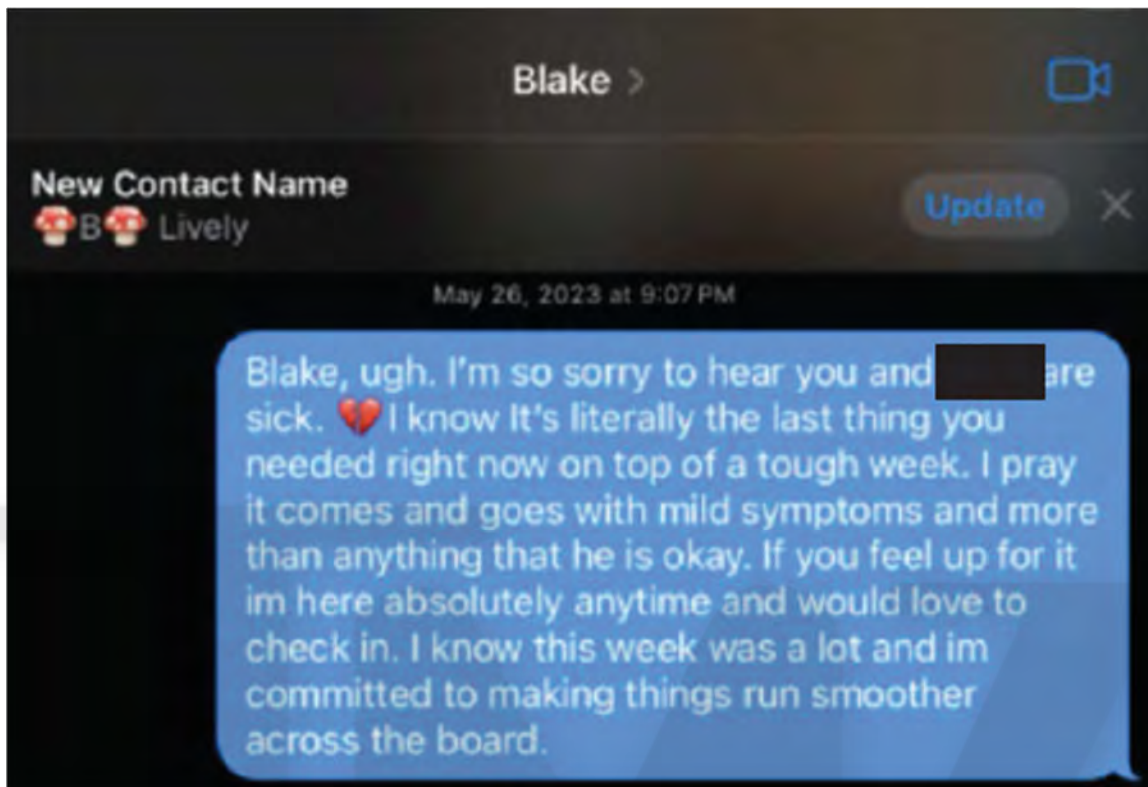 Blake >
New Contact Name
🍄B🍄 Lively
Update
May 26, 2023 at 9:07 PM
Blake, ugh. I'm so sorry to hear you and are
sick. 💔 I know It's literally the last thing you
needed right now on top of a tough week. I pray
it comes and goes with mild symptoms and more
than anything that he is okay. If you feel up for it
im here absolutely anytime and would love to
check in. I know this week was a lot and im
committed to making things run smoother
across the board.